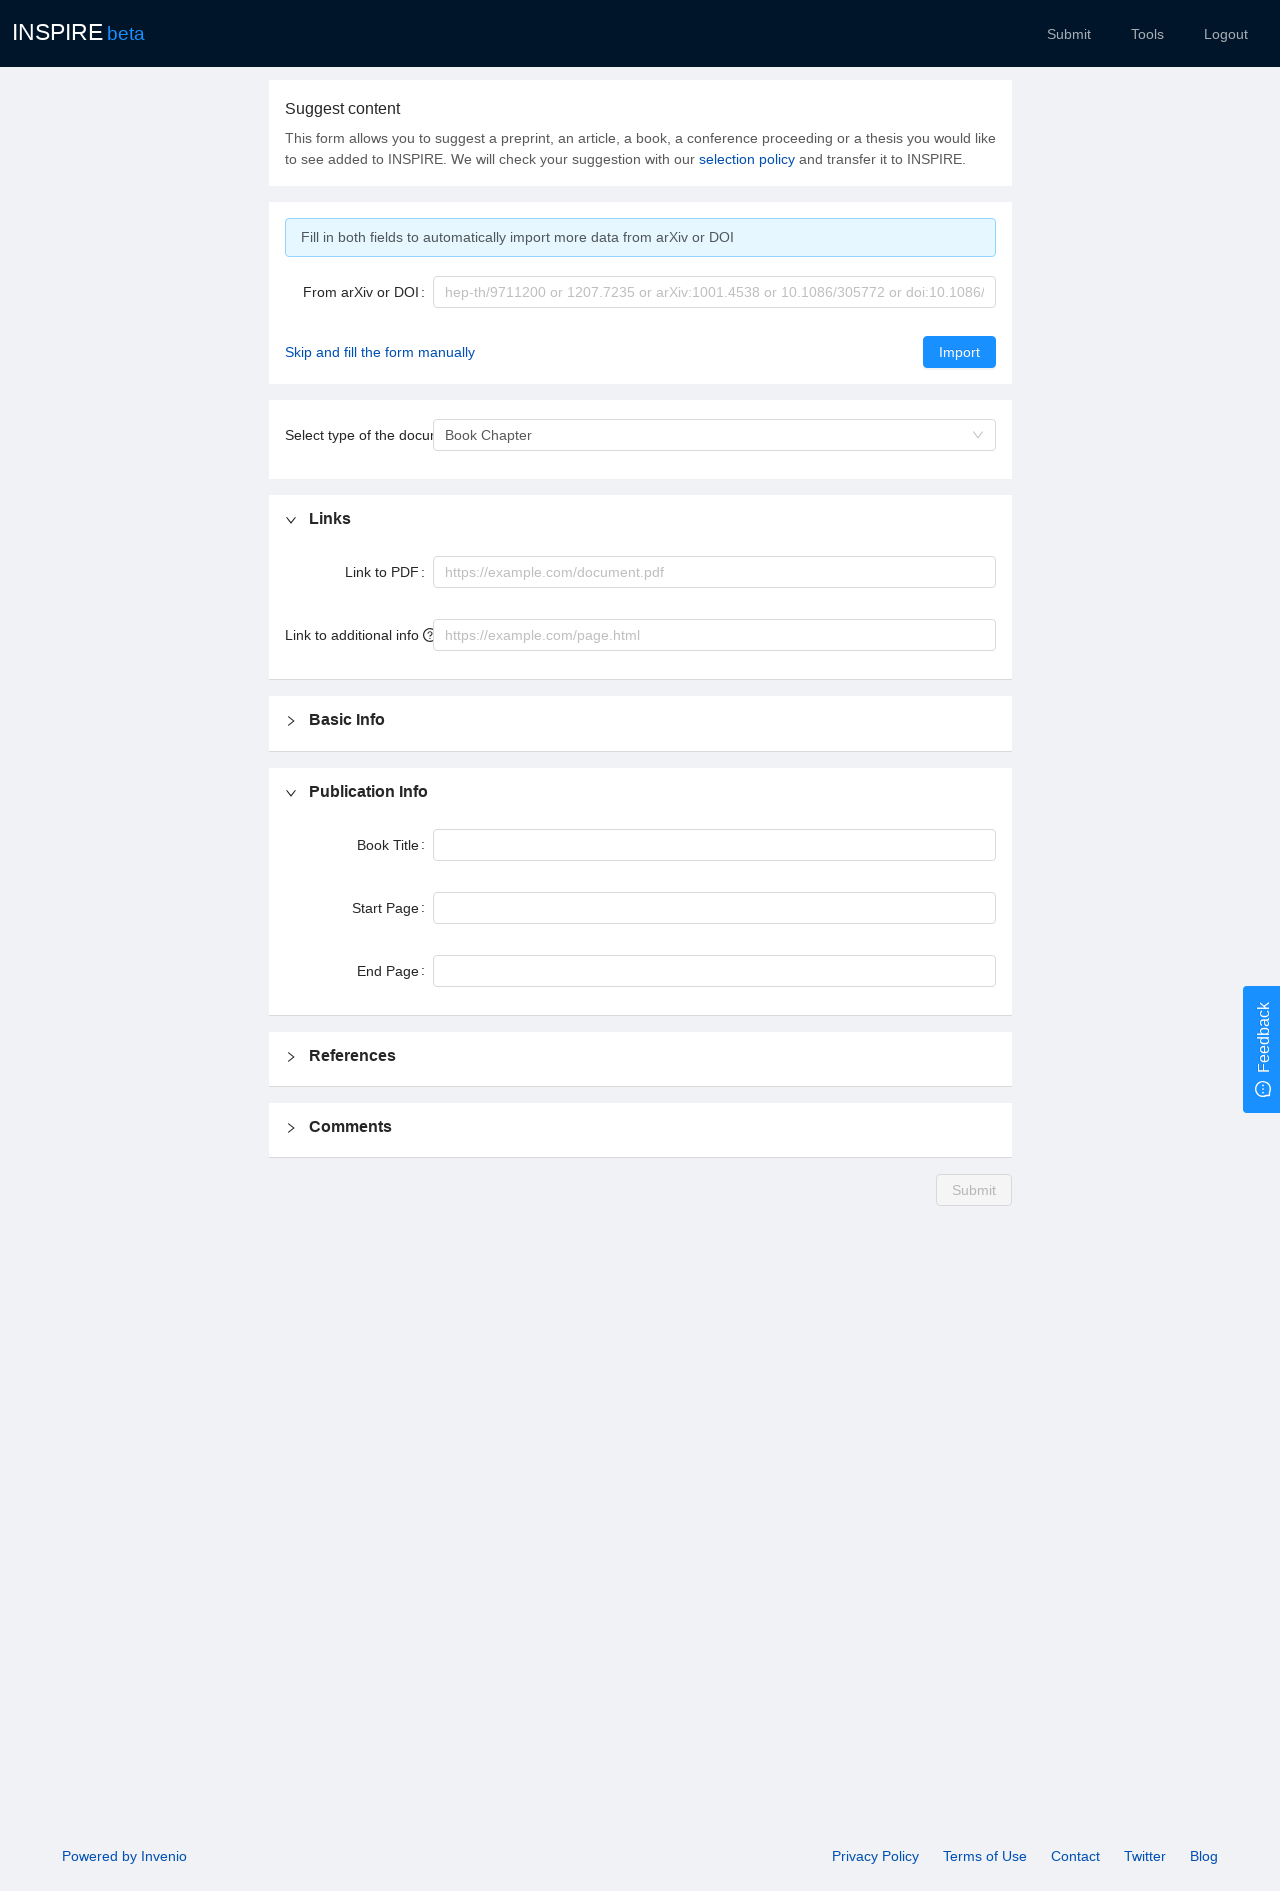 INSPIRE beta
Submit
Tools
Logout
Suggest content
This form allows you to suggest a preprint, an article, a book, a conference proceeding or a thesis you would like
to see added to INSPIRE. We will check your suggestion with our selection policy and transfer it to INSPIRE.
Fill in both fields to automatically import more data from arXiv or DOI
From arXiv or DOI :
hep-th/9711200 or 1207.7235 or arXiv:1001.4538 or 10.1086/305772 or doi:10.1086/
Skip and fill the form manually
Import
Select type of the docu
Book Chapter
Links
Link to PDF :
https://example.com/document.pdf
Link to additional info
https://example.com/page.html
Basic Info
Publication Info
Book Title :
Start Page :
End Page :
References
Comments
Submit
Feedback
Powered by Invenio
Privacy Policy
Terms of Use
Contact
Twitter
Blog